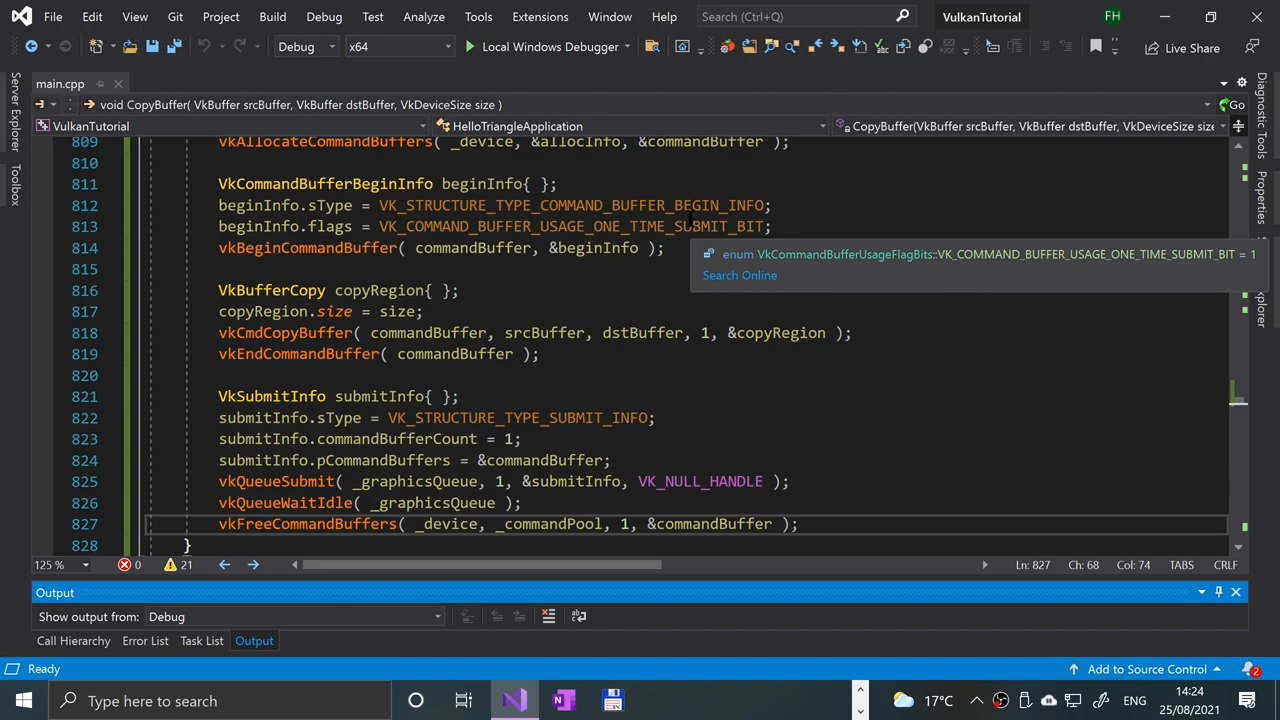 File Edit View Git Project Build Debug Test Analyze Tools Extensions Window Help Search (Ctrl+Q) VulkanTutorial FH
Debug x64 Local Windows Debugger Live Share
main.cpp
void CopyBuffer( VkBuffer srcBuffer, VkBuffer dstBuffer, VkDeviceSize size ) Go
VulkanTutorial HelloTriangleApplication CopyBuffer(VkBuffer srcBuffer, VkBuffer dstBuffer, VkDeviceSize size
Server Explorer
Toolbox
Diagnostic Tools
Properties
809 vkAllocateCommandBuffers( _device, &allocInfo, &commandBuffer );
810
811 VkCommandBufferBeginInfo beginInfo{ };
812 beginInfo.sType = VK_STRUCTURE_TYPE_COMMAND_BUFFER_BEGIN_INFO;
813 beginInfo.flags = VK_COMMAND_BUFFER_USAGE_ONE_TIME_SUBMIT_BIT;
814 vkBeginCommandBuffer( commandBuffer, &beginInfo );
enum VkCommandBufferUsageFlagBits::VK_COMMAND_BUFFER_USAGE_ONE_TIME_SUBMIT_BIT = 1
Search Online
815
816 VkBufferCopy copyRegion{ };
817 copyRegion.size = size;
818 vkCmdCopyBuffer( commandBuffer, srcBuffer, dstBuffer, 1, &copyRegion );
819 vkEndCommandBuffer( commandBuffer );
820
821 VkSubmitInfo submitInfo{ };
822 submitInfo.sType = VK_STRUCTURE_TYPE_SUBMIT_INFO;
823 submitInfo.commandBufferCount = 1;
824 submitInfo.pCommandBuffers = &commandBuffer;
825 vkQueueSubmit( _graphicsQueue, 1, &submitInfo, VK_NULL_HANDLE );
826 vkQueueWaitIdle( _graphicsQueue );
827 vkFreeCommandBuffers( _device, _commandPool, 1, &commandBuffer );
828 }
125 % 0 21 Ln: 827 Ch: 68 Col: 74 TABS CRLF
Output
Show output from: Debug
Call Hierarchy Error List Task List Output
Ready Add to Source Control 2
Type here to search 17°C ENG 14:24
25/08/2021